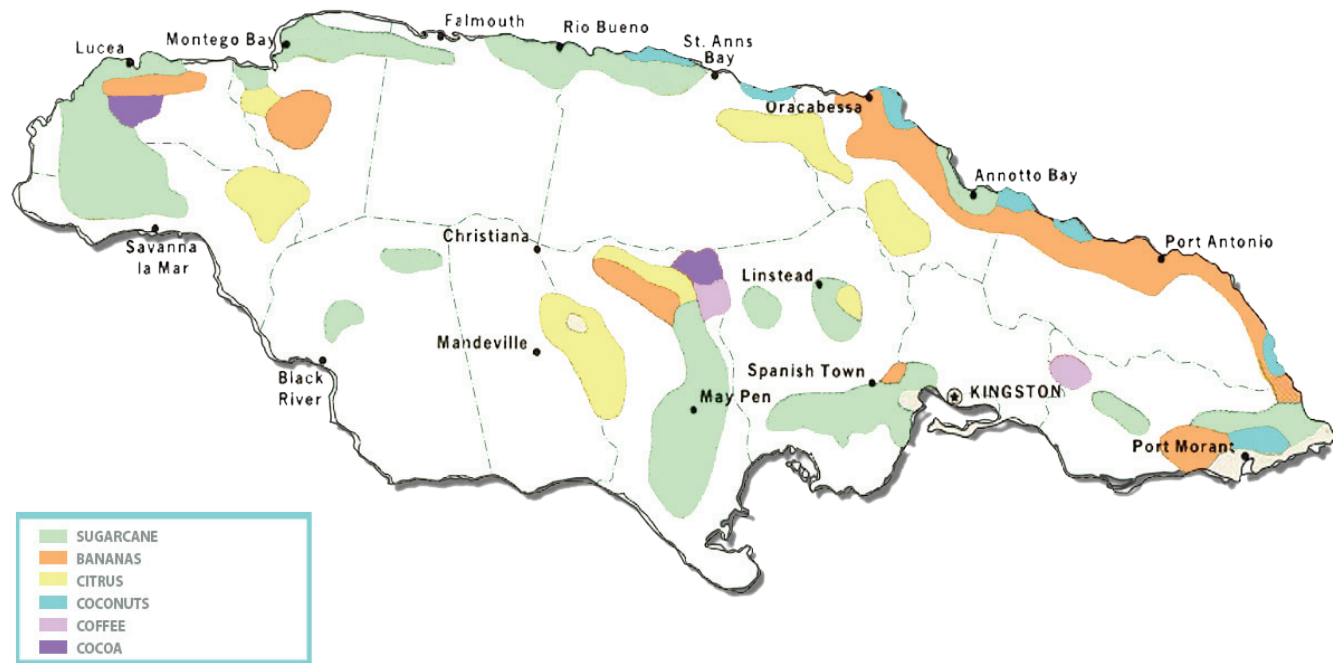 Falmouth
Rio Bueno
Montego Bay
Lucea
St. Anns
Bay
Oracabessa
Annotto Bay
Christiana
Port Antonio
Savanna
la Mar
Linstead
Mandeville
Black
River
Spanish Town
May Pen
KINGSTON
Port Morant
SUGARCANE
BANANAS
CITRUS
COCONUTS
COFFEE
COCOA